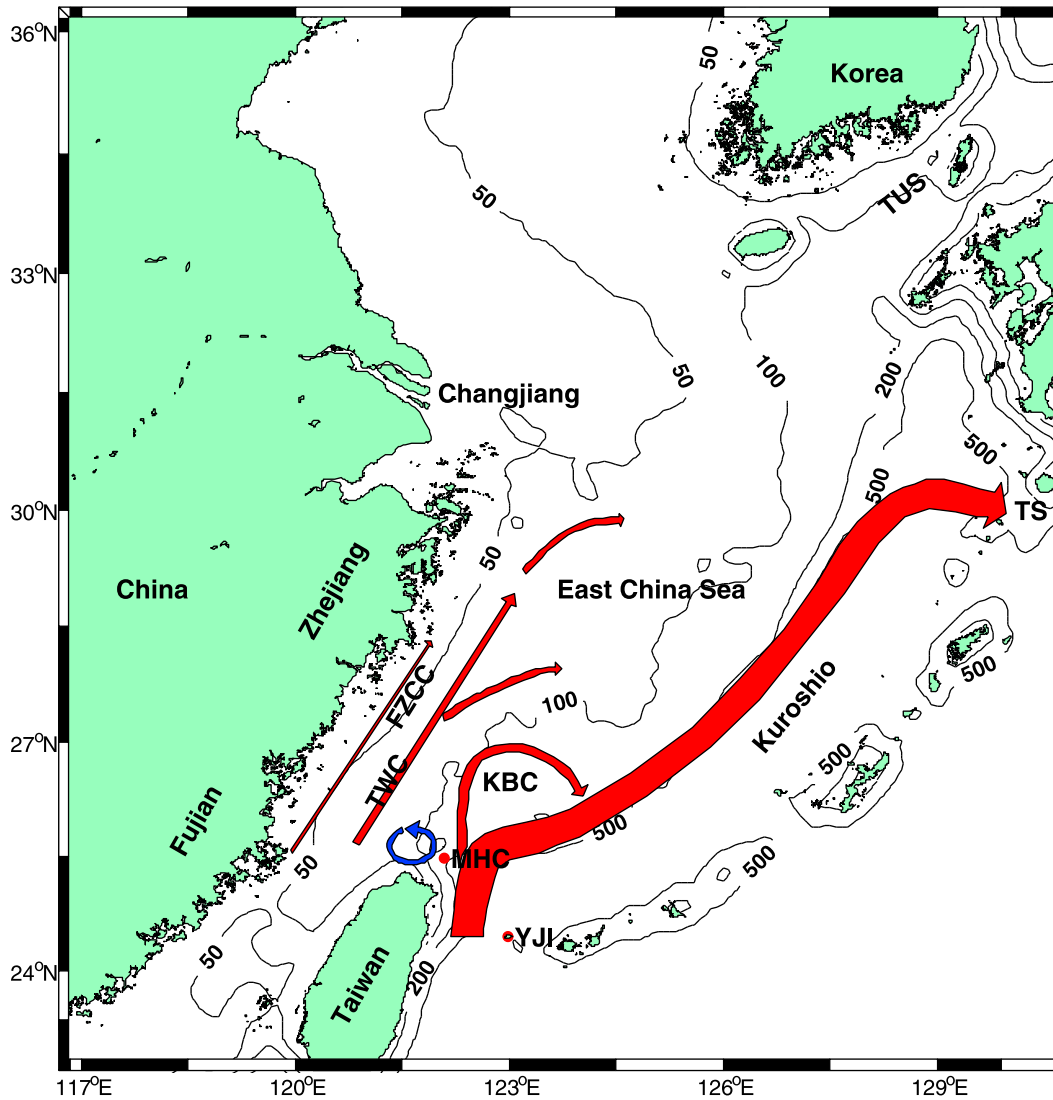 36°N
50
Korea
50
TUS
33°N
50
100
200
Changjiang
500
500
30°N
TS
50
Zhejiang
China
East China Sea
500
FZCC
100
Kuroshio
27°N
500
TWC
KBC
Fujian
500
50
MHC
500
50
YJI
24°N
200
Taiwan
117°E
120°E
123°E
126°E
129°E